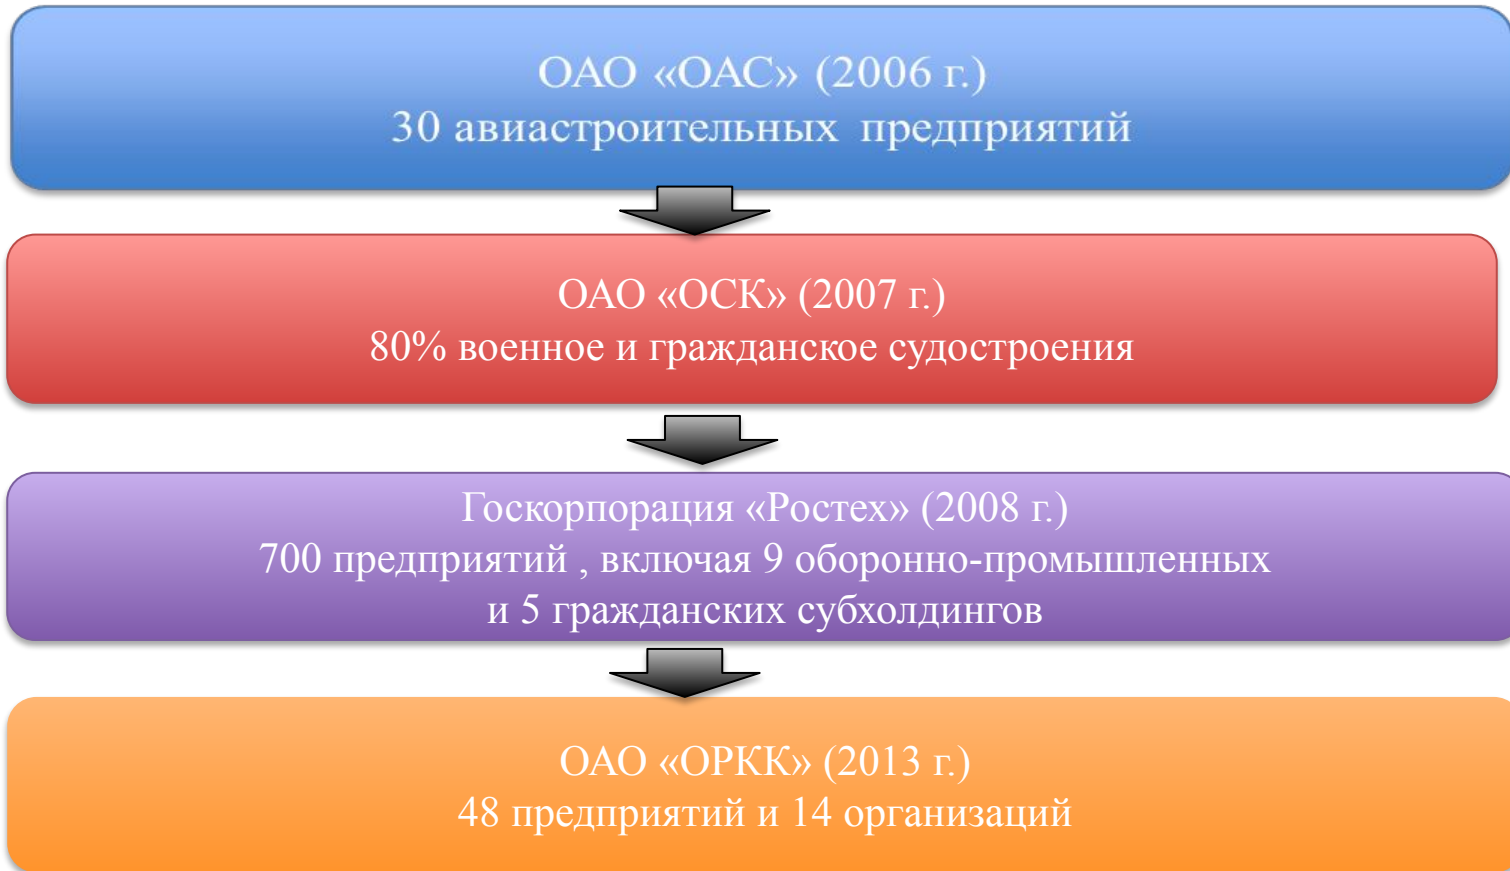 ОАО «ОАС» (2006 г.)
30 авиастроительных предприятий
ОАО «ОСК» (2007 г.)
80% военное и гражданское судостроения
Госкорпорация «Ростех» (2008 г.)
700 предприятий , включая 9 оборонно-промышленных
и 5 гражданских субхолдингов
ОАО «ОРКК» (2013 г.)
48 предприятий и 14 организаций